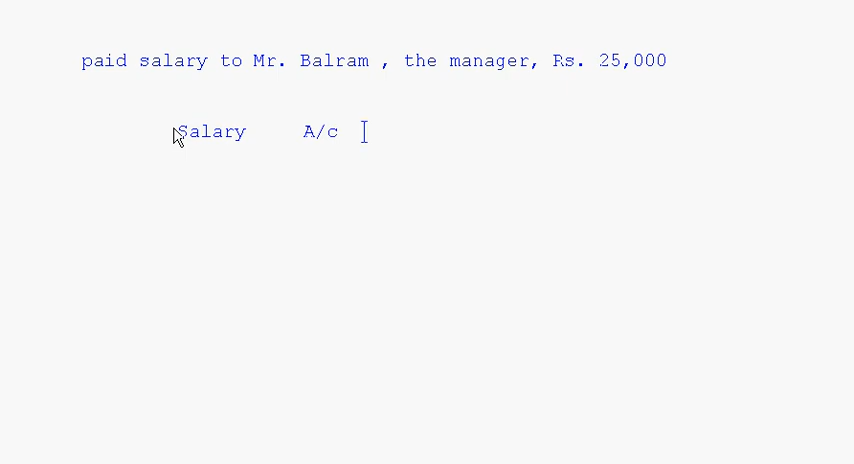 paid salary to Mr. Balram , the manager, Rs. 25,000
Salary A/c